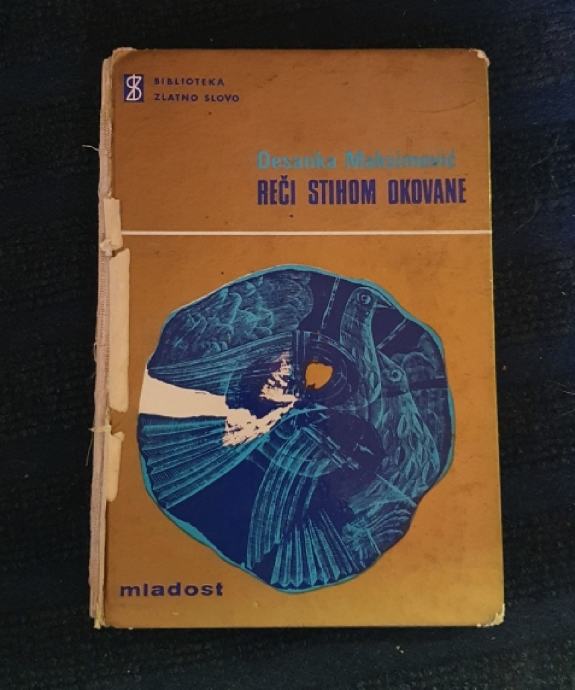 BIBLIOTEKA
ZLATNO SLOVO
Desanka Maksimović
REČI STIHOM OKOVANE
mladost